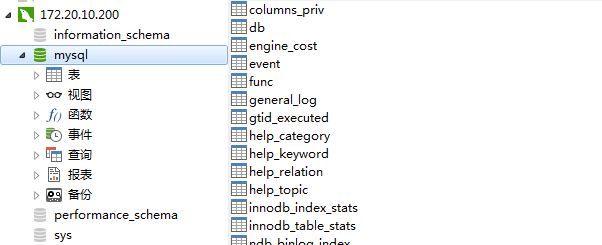 172.20.10.200
information_schema
mysql
表
视图
f() 函数
事件
查询
报表
备份
performance_schema
sys
columns_priv
db
engine_cost
event
func
general_log
gtid_executed
help_category
help_keyword
help_relation
help_topic
innodb_index_stats
innodb_table_stats
ndb_binlog_index